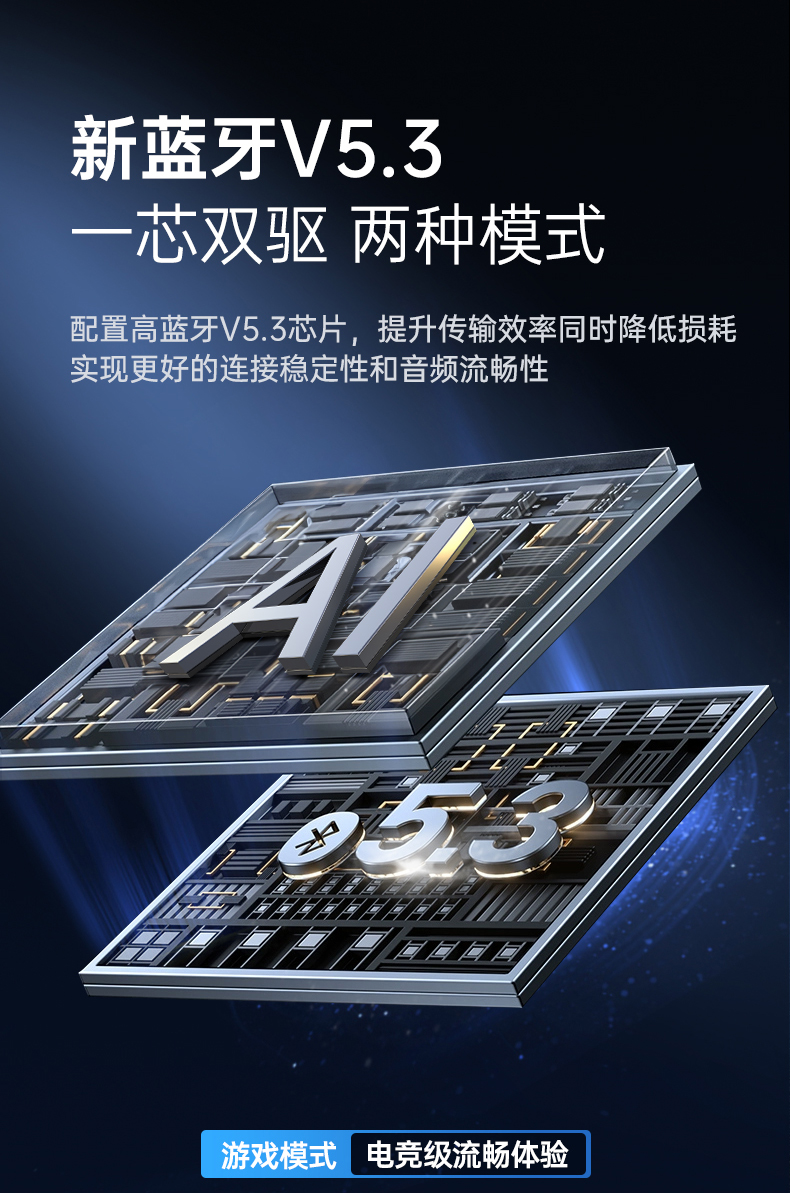 新蓝牙V5.3
一芯双驱 两种模式
配置高蓝牙V5.3芯片，提升传输效率同时降低损耗
实现更好的连接稳定性和音频流畅性
AI
5.3
游戏模式 电竞级流畅体验